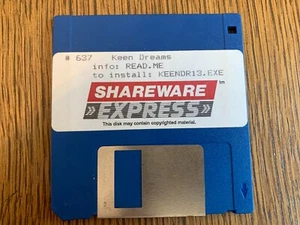 # 637 Keen Dreams
info: READ.ME
to install: KEENDR13.EXE
SHAREWARE
EXPRESS
This disk may contain copyrighted material.